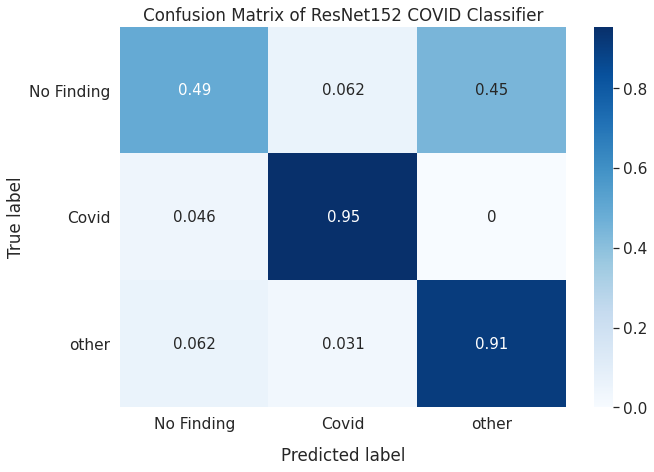 Confusion Matrix of ResNet152 COVID Classifier
True label
No Finding
0.49
0.062
0.45
Covid
0.046
0.95
0
other
0.062
0.031
0.91
No Finding
Covid
other
Predicted label
0.8
0.6
0.4
0.2
0.0